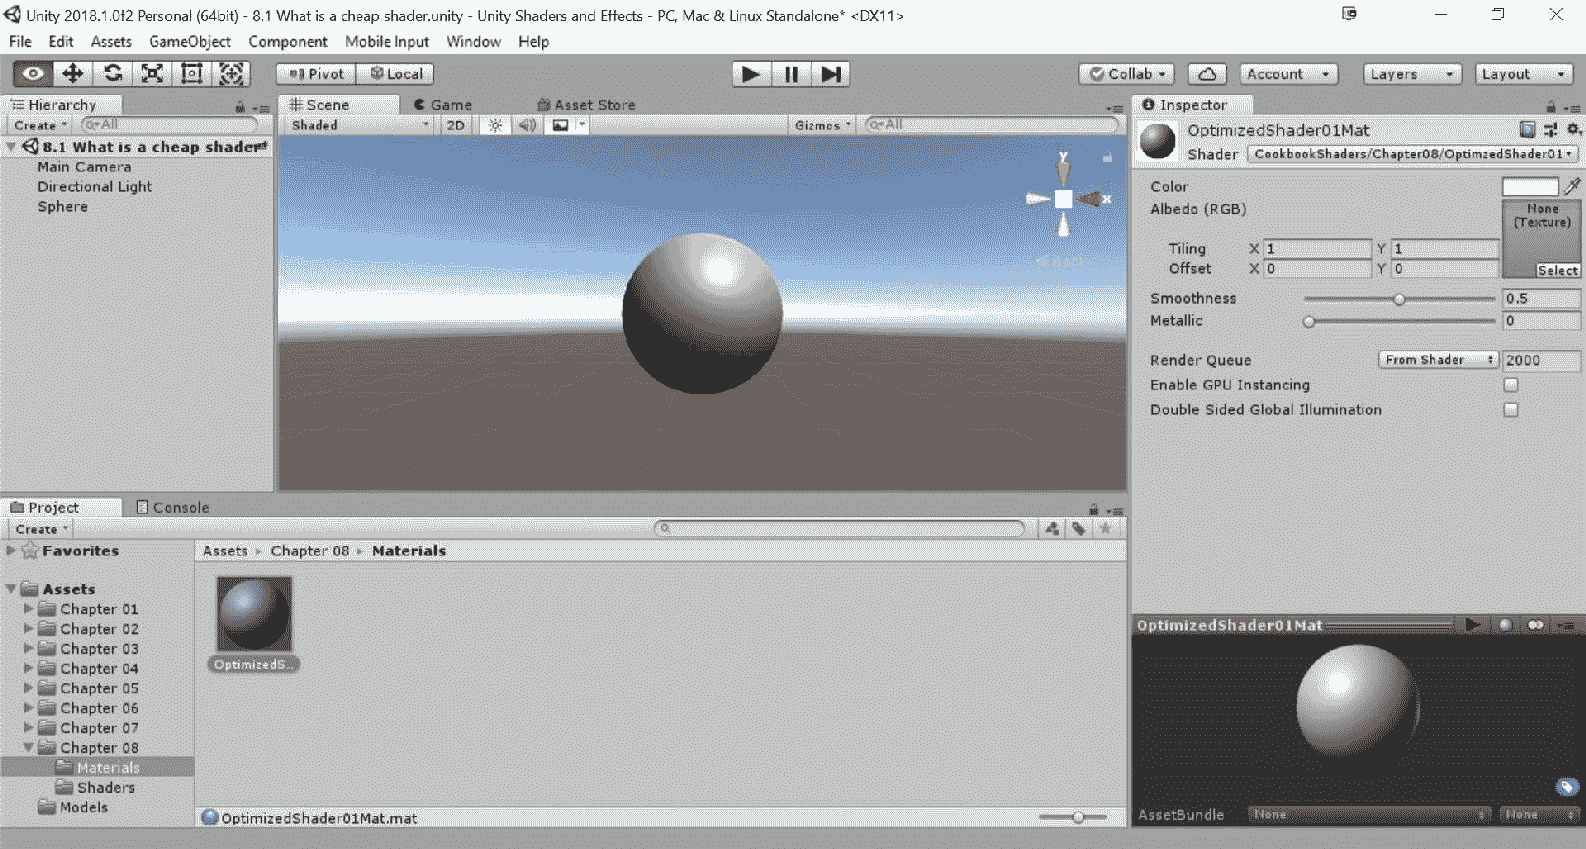 Unity 2018.1.0f2 Personal (64bit) - 8.1 What is a cheap shader.unity - Unity Shaders and Effects - PC, Mac & Linux Standalone* <DX11>
File Edit Assets GameObject Component Mobile Input Window Help
Pivot Local Collab Account Layers Layout
Hierarchy
Create All
8.1 What is a cheap shader
Main Camera
Directional Light
Sphere
Scene Game Asset Store
Shaded 2D Gizmos All
y
x
Inspector
OptimizedShader01Mat
Shader CookbookShaders/Chapter08/OptimzedShader01
Color
Albedo (RGB)
None
(Texture)
Tiling X 1 Y 1
Offset X 0 Y 0
Select
Smoothness 0.5
Metallic 0
Render Queue From Shader 2000
Enable GPU Instancing
Double Sided Global Illumination
Project Console
Create
Favorites
Assets
Chapter 01
Chapter 02
Chapter 03
Chapter 04
Chapter 05
Chapter 06
Chapter 07
Chapter 08
Materials
Shaders
Models
Assets Chapter 08 Materials
OptimizedS...
OptimizedShader01Mat.mat
OptimizedShader01Mat
AssetBundle None None